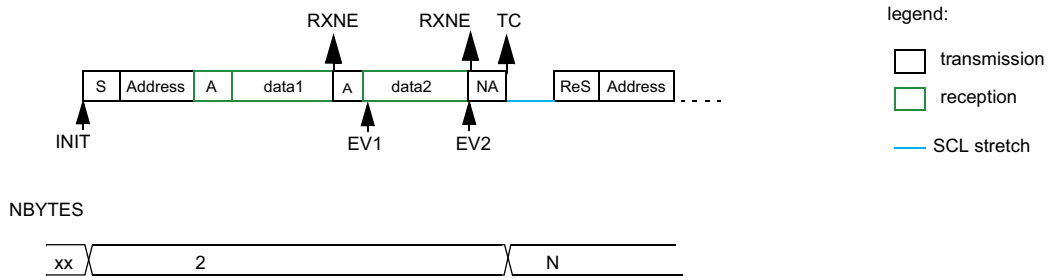 RXNE RXNE TC
legend:
S Address A data1 A data2 NA ReS Address
transmission
reception
INIT EV1 EV2
SCL stretch
NBYTES
xx 2 N